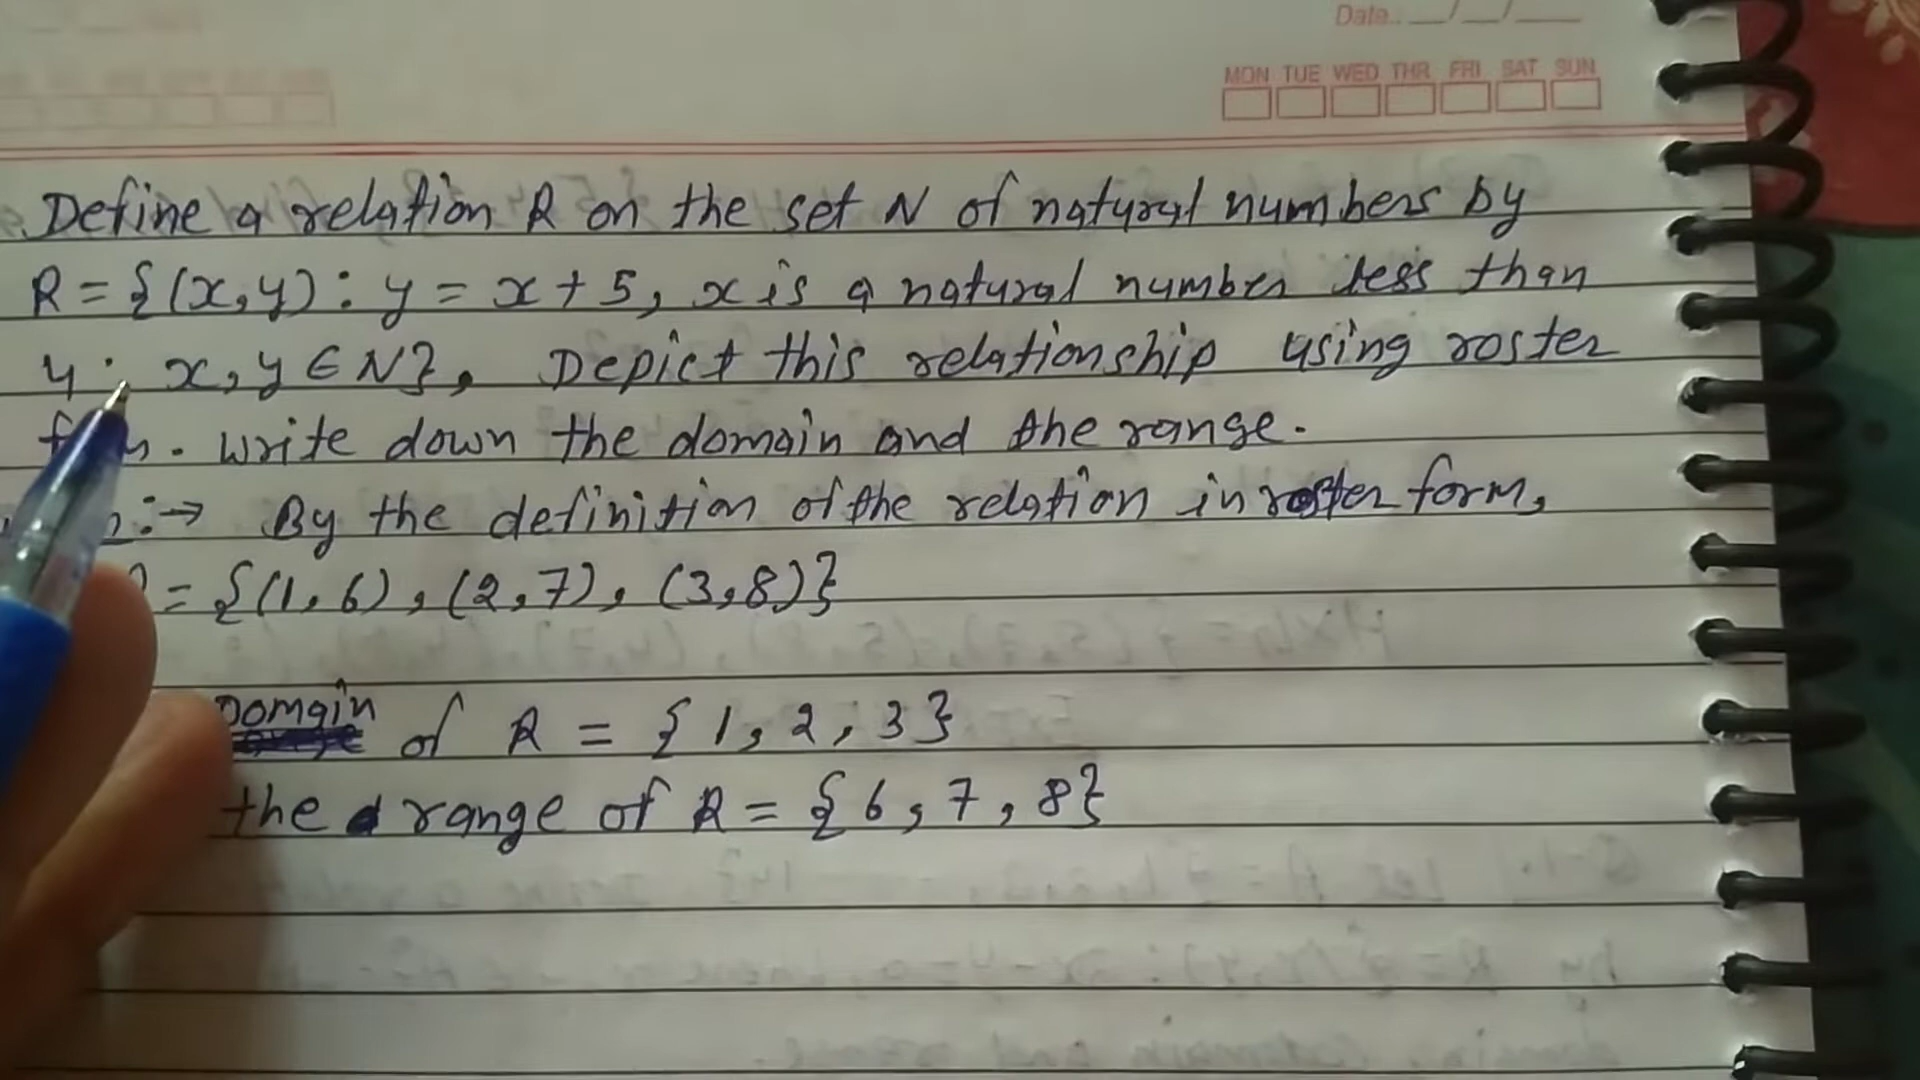 Date.. __/__/___
MON TUE WED THR FRI SAT SUN
Define a relation R on the set N of natural numbers by
R = {(x,y) : y = x + 5, x is a natural number less than
4 ; x, y ∈ N}, Depict this relationship using roster
. Write down the domain and the range.
:→ By the definition of the relation in roster form,
= {(1, 6), (2, 7), (3, 8)}
Domain of R = {1, 2, 3}
the range of R = {6, 7, 8}